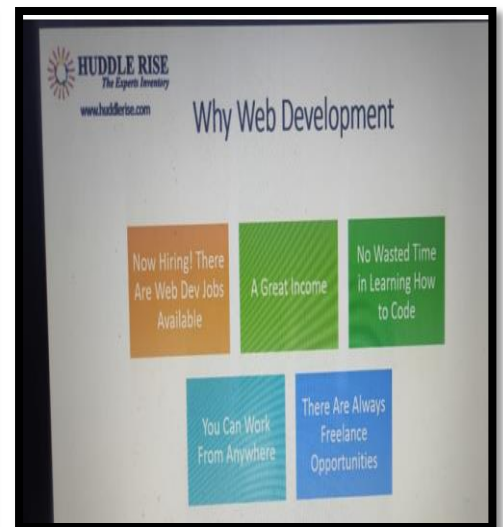 HUDDLE RISE
The Experts Inventory
www.huddlerise.com
Why Web Development
Now Hiring! There
Are Web Dev Jobs
Available
A Great Income
No Wasted Time
in Learning How
to Code
You Can Work
From Anywhere
There Are Always
Freelance
Opportunities